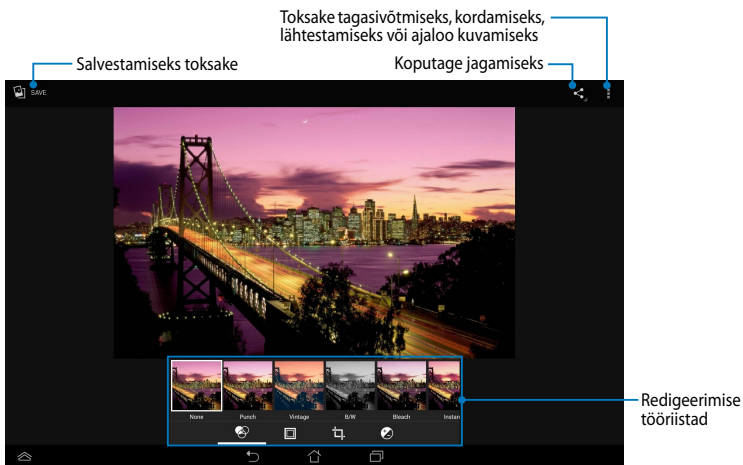 Toksake tagasivõtmiseks, kordamiseks,
lähtestamiseks või ajaloo kuvamiseks
Salvestamiseks toksake
Koputage jagamiseks
SAVE
None
Punch
Vintage
B/W
Bleach
Instan
Redigeerimise
tööriistad